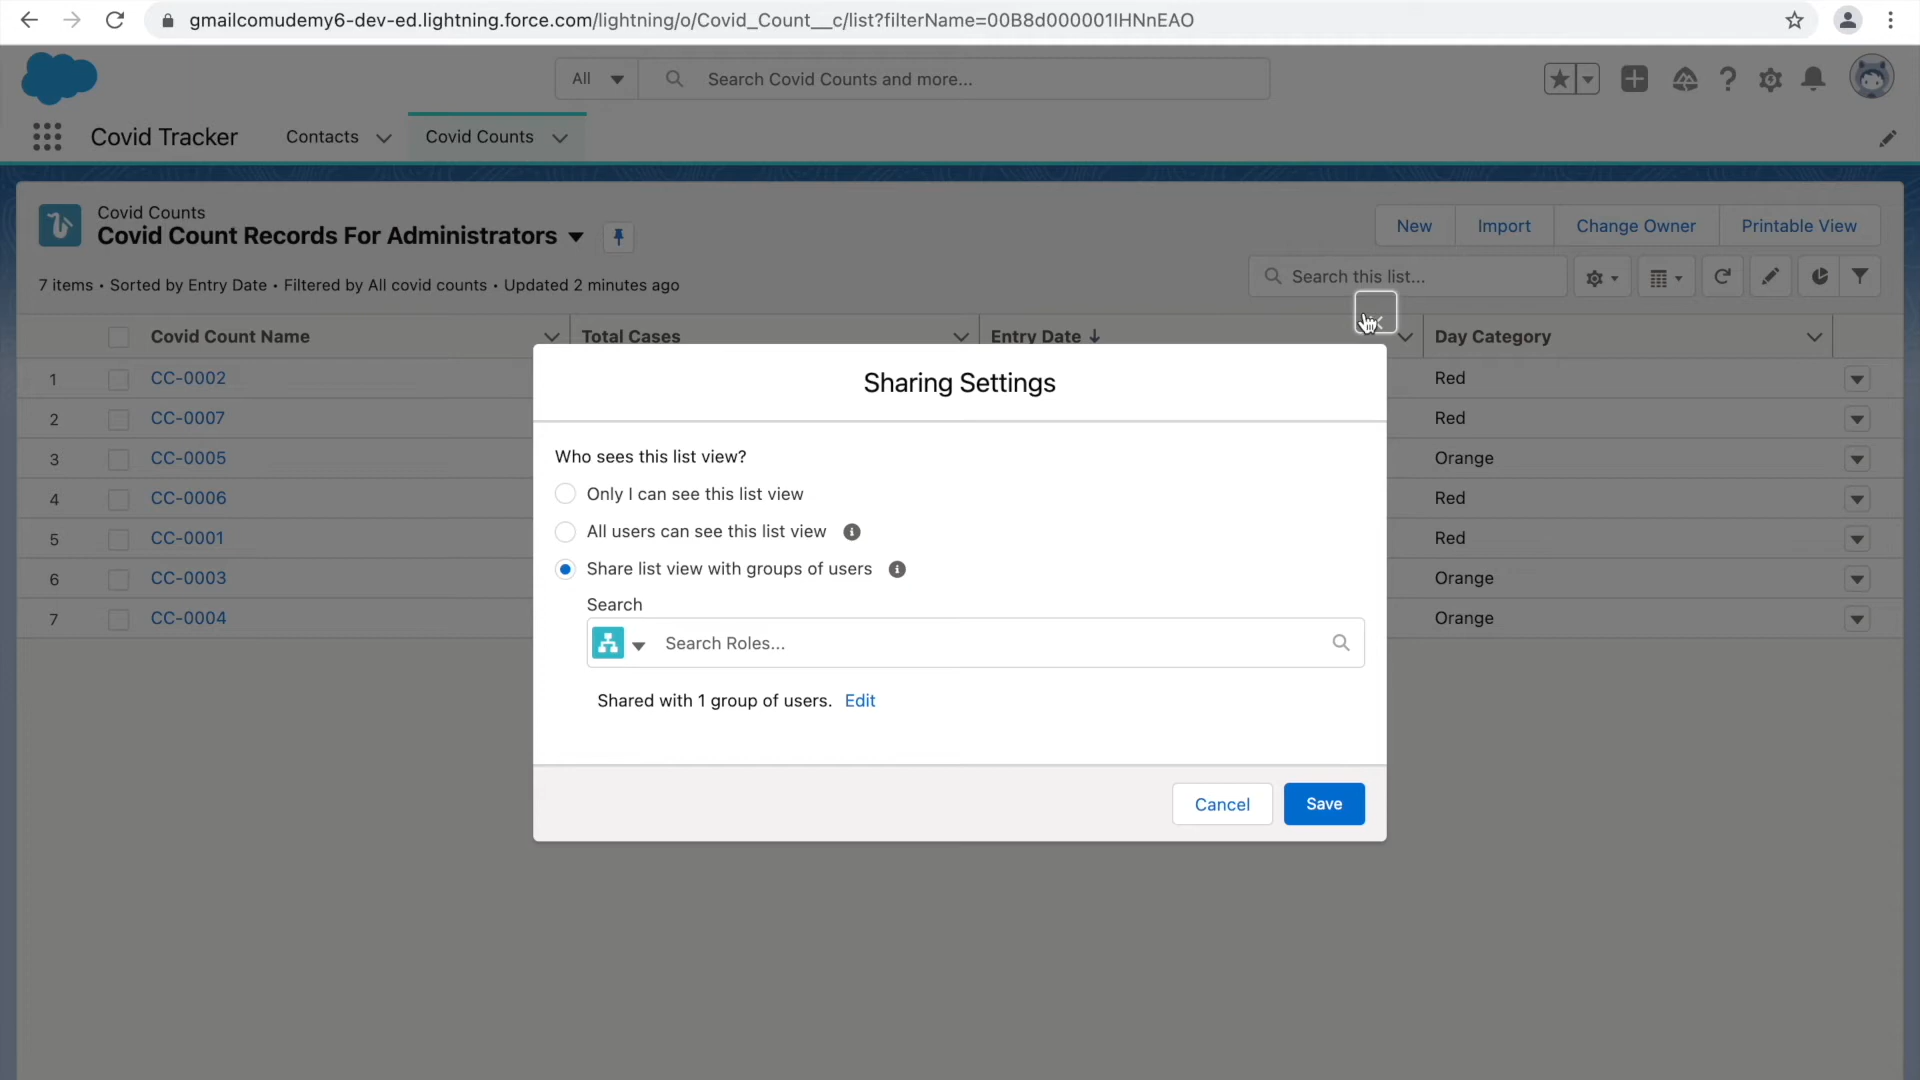 gmailcomudemy6-dev-ed.lightning.force.com/lightning/o/Covid_Count__c/list?filterName=00B8d000001IHNnEAO
All
Search Covid Counts and more...
Covid Tracker
Contacts
Covid Counts
Covid Counts
Covid Count Records For Administrators
New
Import
Change Owner
Printable View
7 items • Sorted by Entry Date • Filtered by All covid counts • Updated 2 minutes ago
Search this list...
Covid Count Name
Total Cases
Entry Date ↓
Day Category
1 CC-0002 Red
2 CC-0007 Red
3 CC-0005 Orange
4 CC-0006 Red
5 CC-0001 Red
6 CC-0003 Orange
7 CC-0004 Orange
Sharing Settings
Who sees this list view?
Only I can see this list view
All users can see this list view
Share list view with groups of users
Search
Search Roles...
Shared with 1 group of users. Edit
Cancel
Save